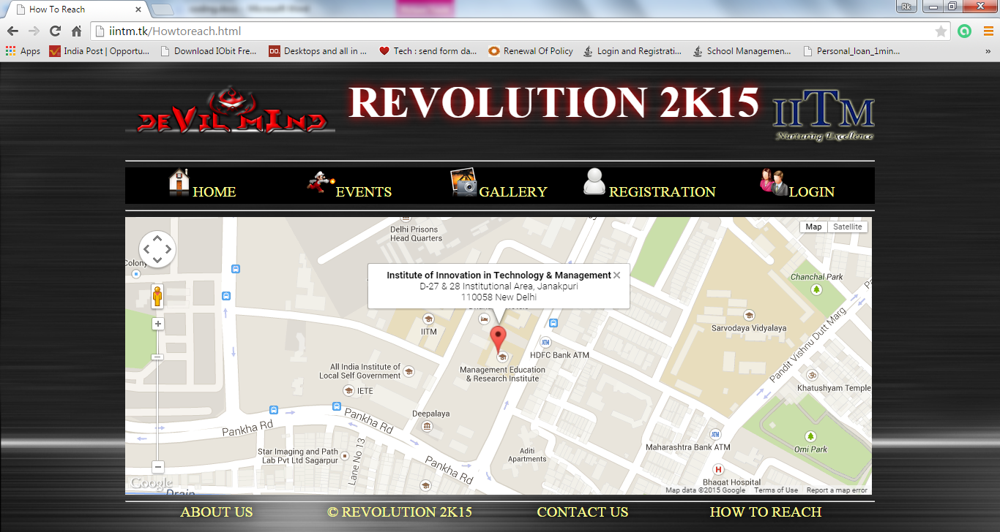 How To Reach
Rk
iintm.tk/Howtoreach.html
Apps India Post | Opportu... Download IObit Fre... DO. Desktops and all in ... Tech : send form da... Renewal Of Policy Login and Registrati... School Managemen... Personal_loan_1min... »
DEVIL MIND
REVOLUTION 2K15
IITM
Nurturing Excellence
HOME EVENTS GALLERY REGISTRATION LOGIN
Delhi Prisons
Head Quarters
Map Satellite
Colony
Institute of Innovation in Technology & Management
D-27 & 28 Institutional Area, Janakpuri
110058 New Delhi
Chanchal Park
IITM
Sarvodaya Vidyalaya
ATM
HDFC Bank ATM
Pandit Vishnu Dutt Marg
All India Institute of
Local Self Government
Management Education
& Research Institute
IETE
Khatushyam Temple
Deepalaya
Pankha Rd
Pankha Rd
Star Imaging and Path
Lab Pvt Ltd Sagarpur
Lane No 13
Aditi
Apartments
ATM
Maharashtra Bank ATM
Omi Park
Pankha Rd
H
Bhagat Hospital
Google
Drain
Map data ©2015 Google Terms of Use Report a map error
ABOUT US © REVOLUTION 2K15 CONTACT US HOW TO REACH